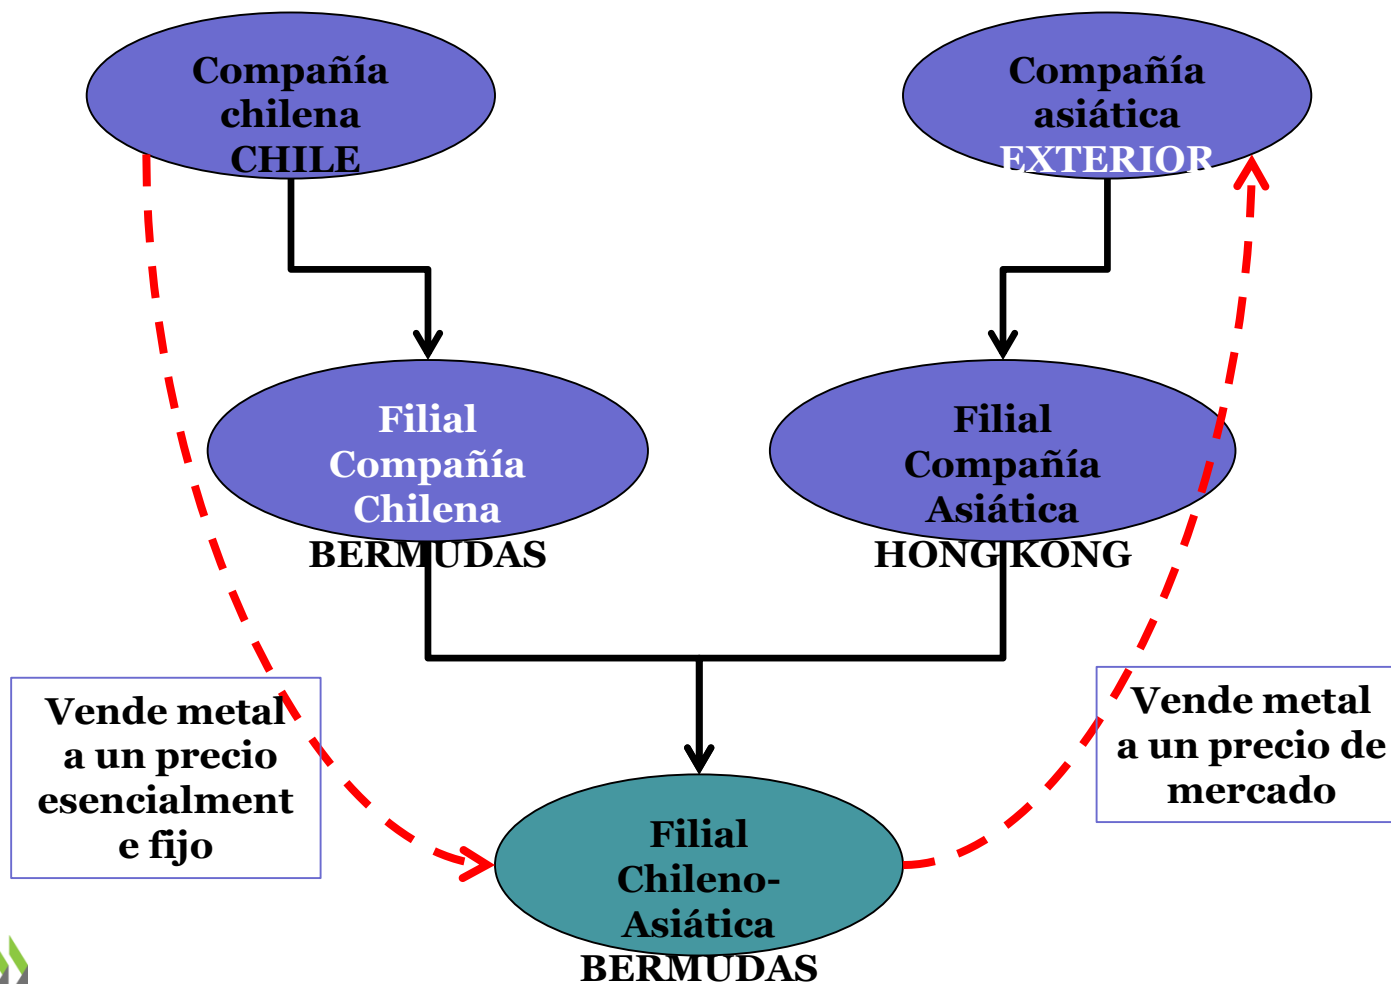 Compañía
chilena
CHILE
Compañía
asiática
EXTERIOR
Filial
Compañía
Chilena
BERMUDAS
Filial
Compañía
Asiática
HONG KONG
Vende metal
a un precio
esencialment
e fijo
Vende metal
a un precio de
mercado
Filial
Chileno-
Asiática
BERMUDAS